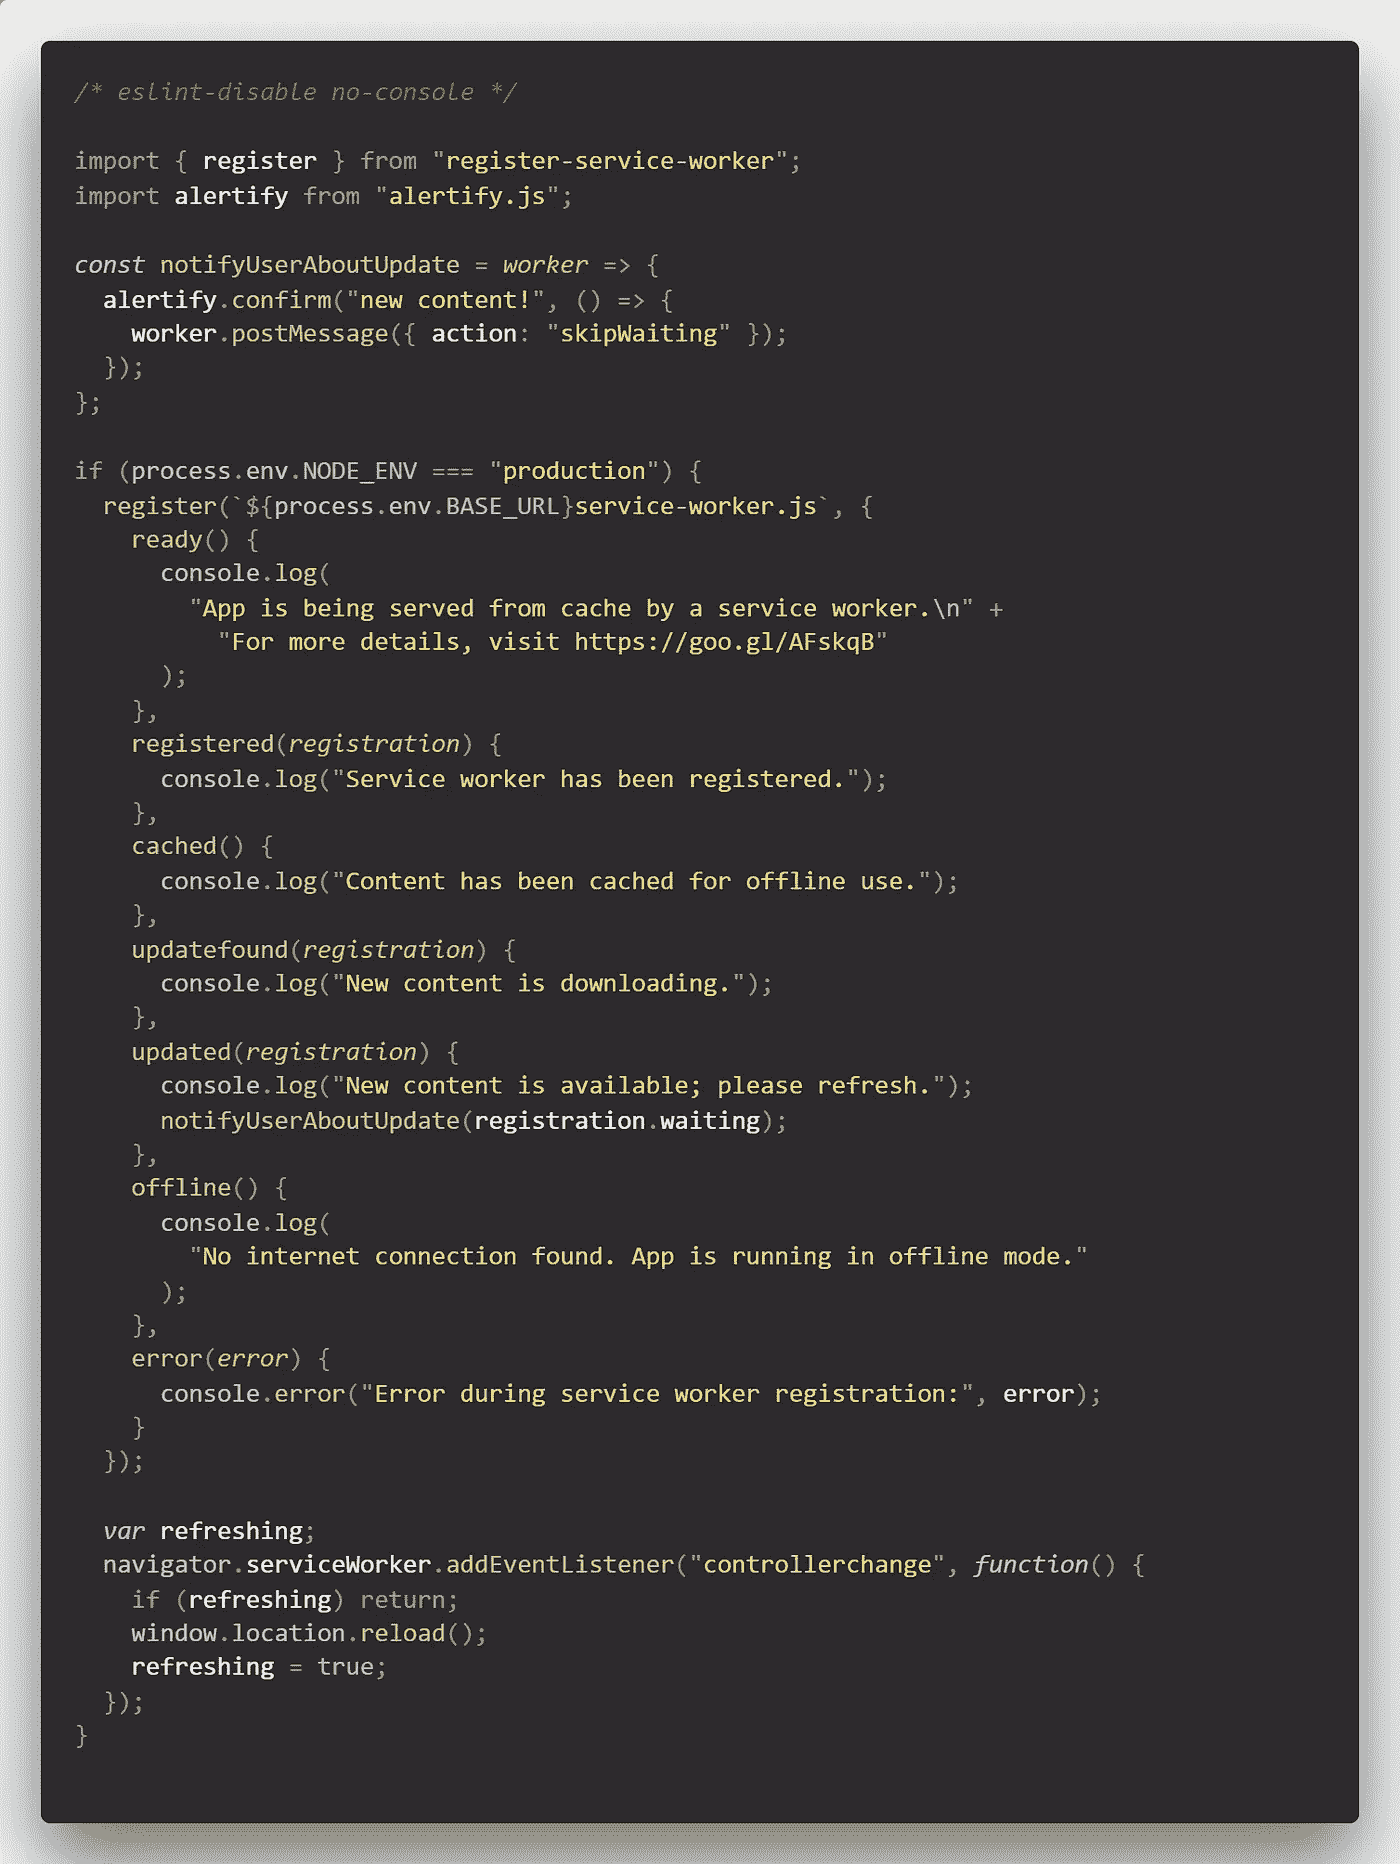 /* eslint-disable no-console */
import { register } from "register-service-worker";
import alertify from "alertify.js";
const notifyUserAboutUpdate = worker => {
  alertify.confirm("new content!", () => {
    worker.postMessage({ action: "skipWaiting" });
  });
};
if (process.env.NODE_ENV === "production") {
  register(`${process.env.BASE_URL}service-worker.js`, {
    ready() {
      console.log(
        "App is being served from cache by a service worker.\n" +
          "For more details, visit https://goo.gl/AFskqB"
      );
    },
    registered(registration) {
      console.log("Service worker has been registered.");
    },
    cached() {
      console.log("Content has been cached for offline use.");
    },
    updatefound(registration) {
      console.log("New content is downloading.");
    },
    updated(registration) {
      console.log("New content is available; please refresh.");
      notifyUserAboutUpdate(registration.waiting);
    },
    offline() {
      console.log(
        "No internet connection found. App is running in offline mode."
      );
    },
    error(error) {
      console.error("Error during service worker registration:", error);
    }
  });
  var refreshing;
  navigator.serviceWorker.addEventListener("controllerchange", function() {
    if (refreshing) return;
    window.location.reload();
    refreshing = true;
  });
}